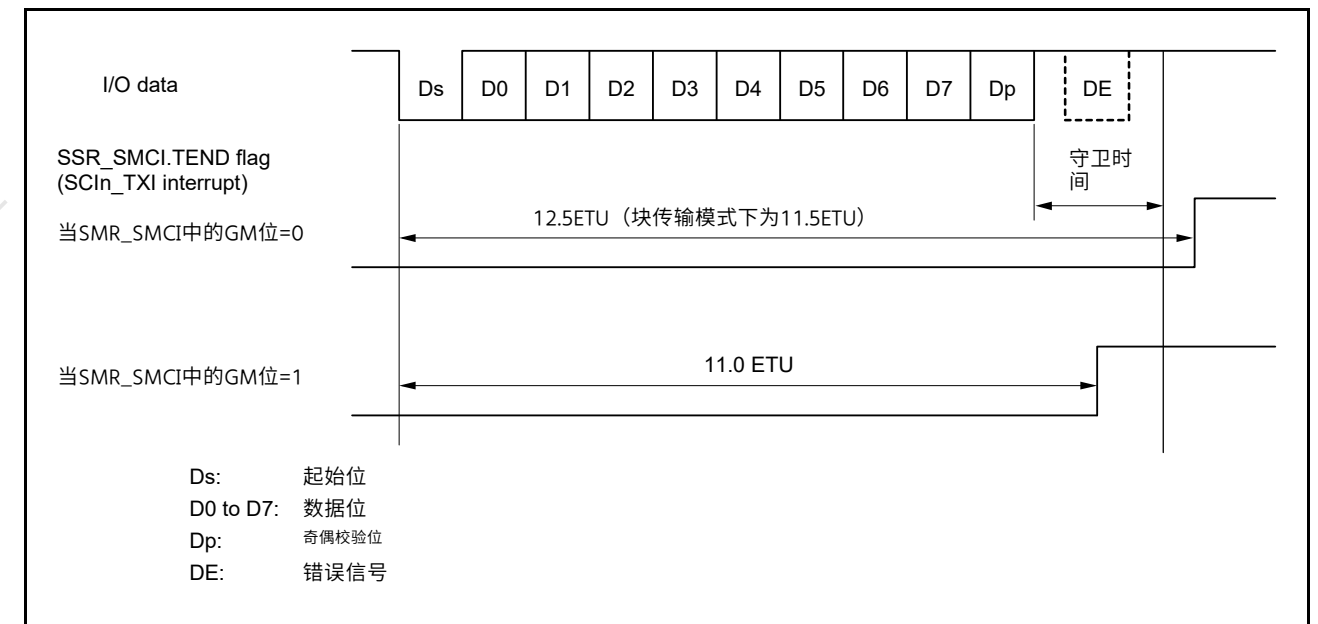 I/O data
Ds D0 D1 D2 D3 D4 D5 D6 D7 Dp DE
SSR_SMCI.TEND flag
(SCIn_TXI interrupt)
守卫时
间
当SMR_SMCI中的GM位=0
12.5ETU（块传输模式下为11.5ETU）
当SMR_SMCI中的GM位=1
11.0 ETU
Ds: 起始位
D0 to D7: 数据位
Dp: 奇偶校验位
DE: 错误信号